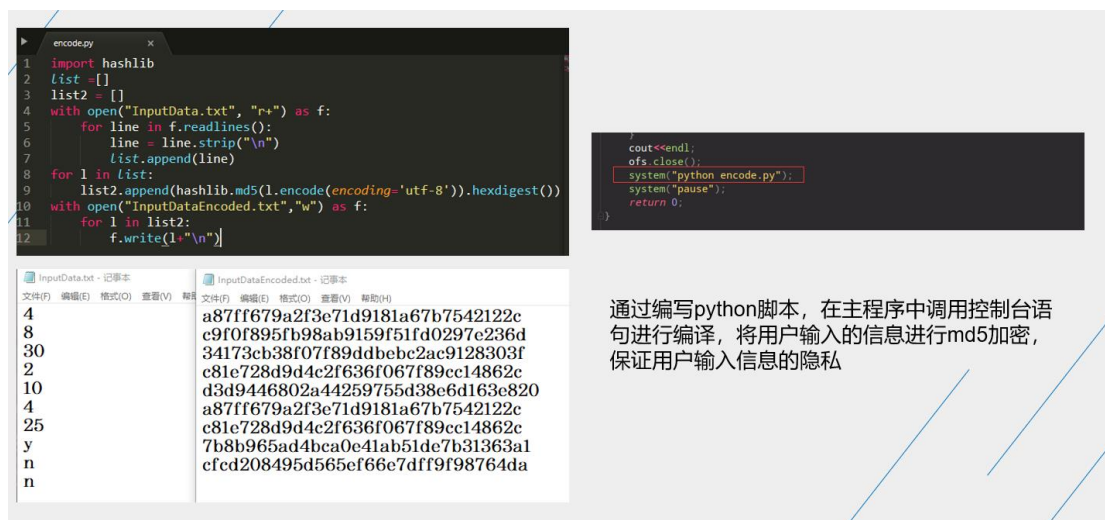 encode.py ×
1 import hashlib
2 list =[]
3 list2 = []
4 with open("InputData.txt", "r+") as f:
5 for line in f.readlines():
6 line = line.strip("\n")
7 list.append(line)
8 for l in list:
9 list2.append(hashlib.md5(l.encode(encoding='utf-8')).hexdigest())
10 with open("InputDataEncoded.txt","w") as f:
11 for l in list2:
12 f.write(l+"\n")
}
cout<<endl;
ofs.close();
system("python encode.py");
system("pause");
return 0;
}
InputData.txt - 记事本
文件(F) 编辑(E) 格式(O) 查看(V) 帮
4
8
30
2
10
4
25
y
n
n
InputDataEncoded.txt - 记事本
文件(F) 编辑(E) 格式(O) 查看(V) 帮助(H)
a87ff679a2f3e71d9181a67b7542122c
c9f0f895fb98ab9159f51fd0297e236d
34173cb38f07f89ddbebc2ac9128303f
c81e728d9d4c2f636f067f89cc14862c
d3d9446802a44259755d38e6d163e820
a87ff679a2f3e71d9181a67b7542122c
c81e728d9d4c2f636f067f89cc14862c
7b8b965ad4bca0e41ab51de7b31363a1
cfcd208495d565ef66e7dff9f98764da
通过编写python脚本，在主程序中调用控制台语
句进行编译，将用户输入的信息进行md5加密，
保证用户输入信息的隐私